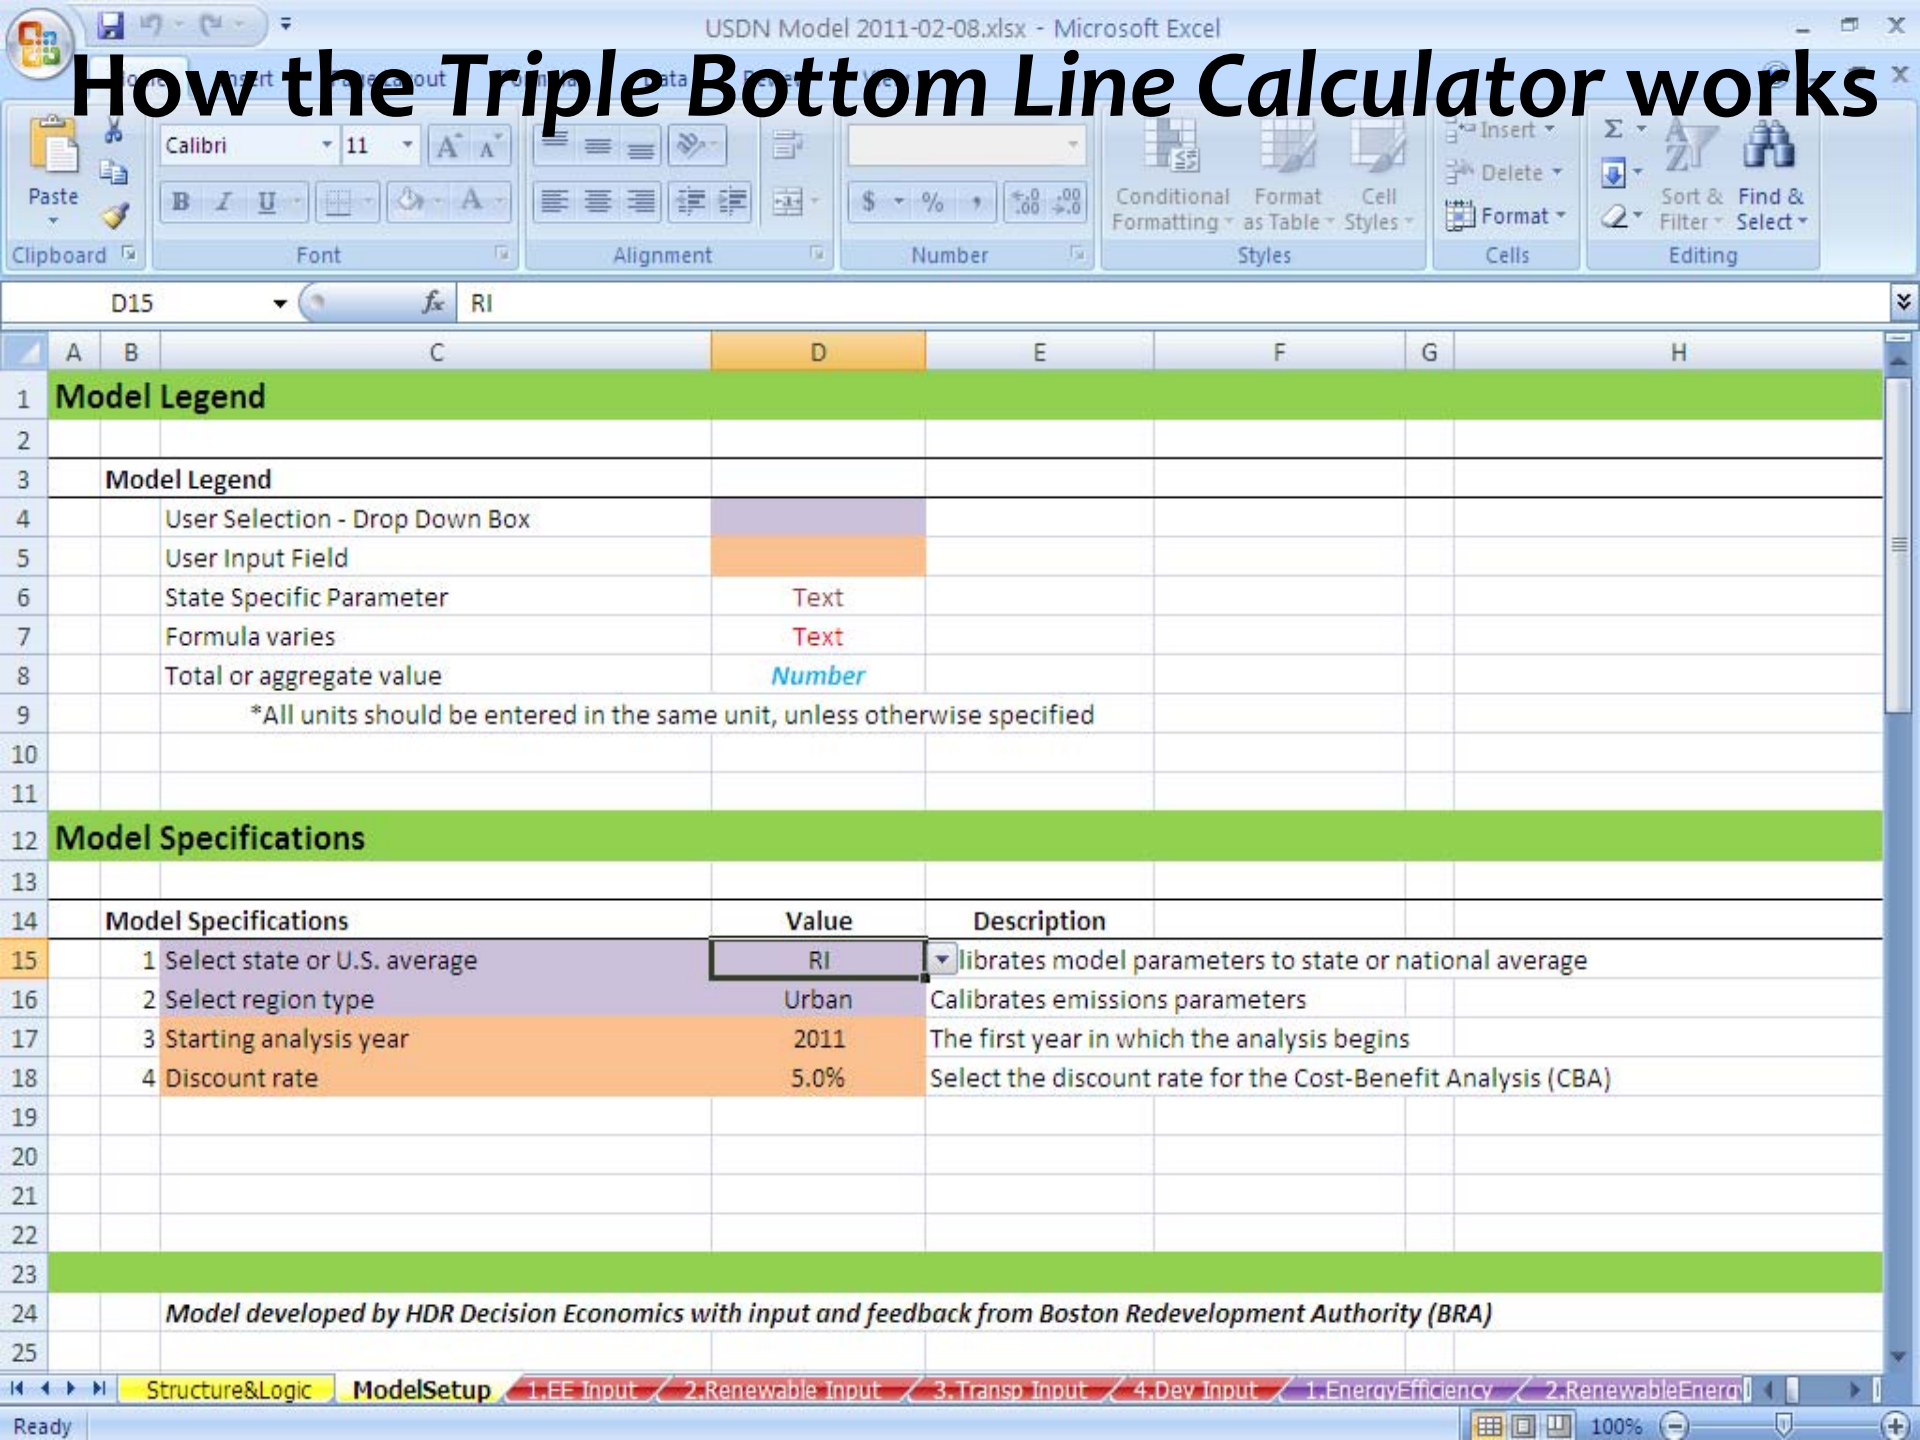 USDN Model 2011-02-08.xlsx - Microsoft Excel
How the Triple Bottom Line Calculator works
Calibri 11
Insert
Delete
Format
Paste
Conditional Formatting
Format as Table
Cell Styles
Sort & Filter
Find & Select
Clipboard Font Alignment Number Styles Cells Editing
D15 fx RI
A B C D E F G H
1 Model Legend
2
3 Model Legend
4 User Selection - Drop Down Box
5 User Input Field
6 State Specific Parameter Text
7 Formula varies Text
8 Total or aggregate value Number
9 *All units should be entered in the same unit, unless otherwise specified
10
11
12 Model Specifications
13
14 Model Specifications Value Description
15 1 Select state or U.S. average RI librates model parameters to state or national average
16 2 Select region type Urban Calibrates emissions parameters
17 3 Starting analysis year 2011 The first year in which the analysis begins
18 4 Discount rate 5.0% Select the discount rate for the Cost-Benefit Analysis (CBA)
19
20
21
22
23
24 Model developed by HDR Decision Economics with input and feedback from Boston Redevelopment Authority (BRA)
25
Structure&Logic ModelSetup 1.EE Input 2.Renewable Input 3.Transp Input 4.Dev Input 1.EnergyEfficiency 2.RenewableEnerg
Ready 100%